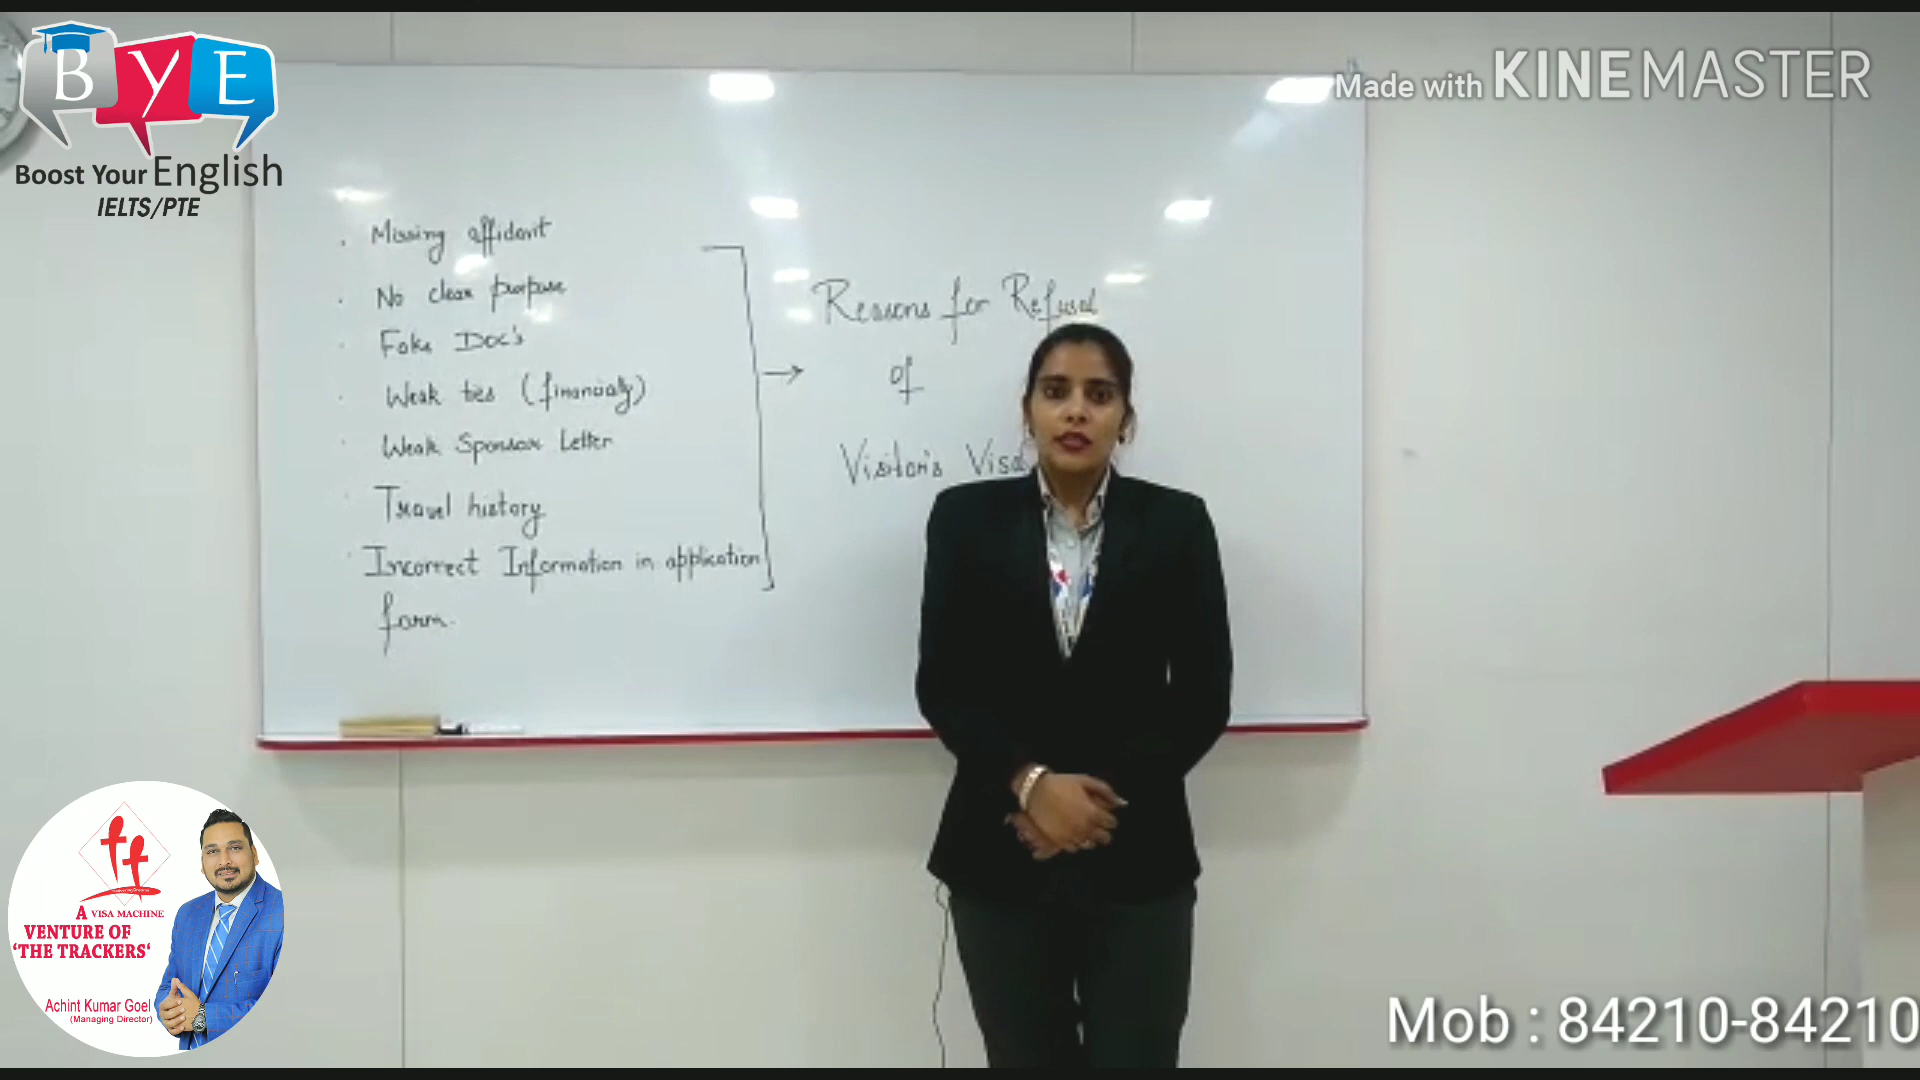 BYE
Boost Your English
IELTS/PTE
Made with KINEMASTER
. Missing affidavit
. No clear purpose
. Fake Doc's
. Weak ties (financially)
. Weak Sponsor Letter
. Travel history
. Incorrect Information in application
form.
Reasons for Refusal
of
Visitor's Visa
ff
A VISA MACHINE
VENTURE OF
'THE TRACKERS'
Achint Kumar Goel
(Managing Director)
Mob : 84210-84210